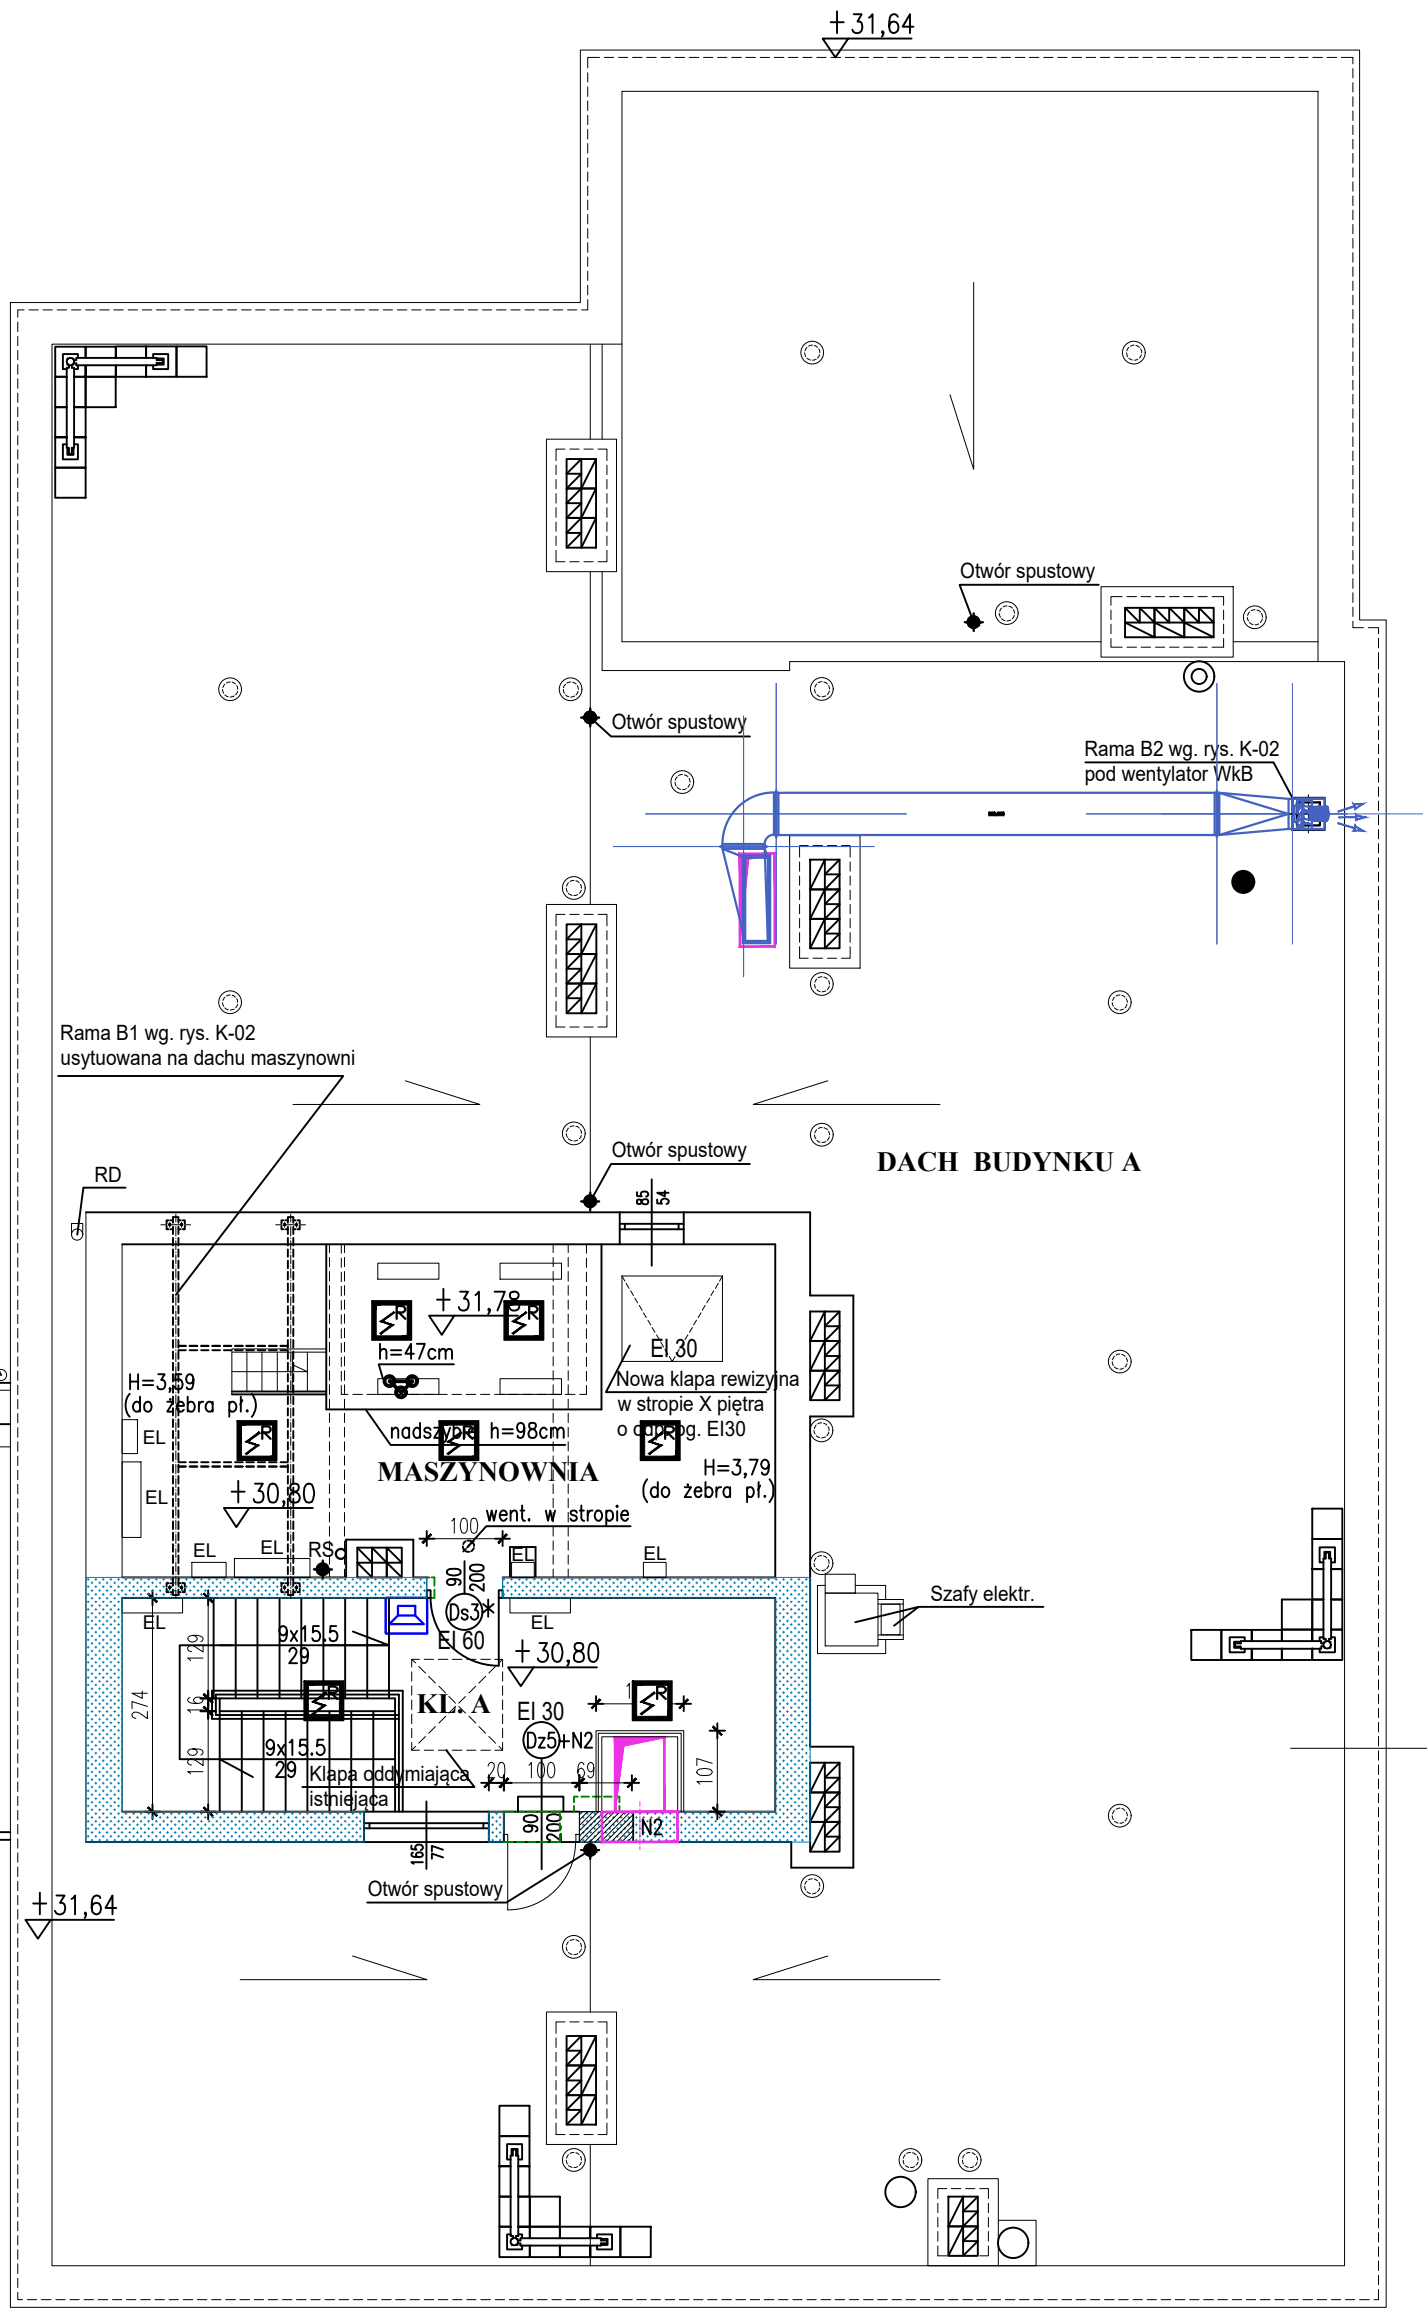 +31,64
Otwór spustowy
Otwór spustowy
Rama B2 wg. rys. K-02
pod wentylator WkB
Rama B1 wg. rys. K-02
usytuowana na dachu maszynowni
Otwór spustowy
DACH BUDYNKU A
RD
85
54
+31,78
R
R
h=47cm
EI 30
Nowa klapa rewizyjna
w stropie X piętra
o odp. og. EI30
H=3,59
(do żebra pł.)
EL
R
nadszybie h=98cm
R
R
MASZYNOWNIA
H=3,79
(do żebra pł.)
EL
+30,80
went. w stropie
100
EL
EL
RS
90
200
EL
EL
Szafy elektr.
EL
Ds3
EL
EI 60
9x15.5
29
129
+30,80
274
16
R
KL. A
R
EI 30
Dz5+N2
9x15.5
29
129
Klapa oddymiająca
istniejąca
20
100
69
107
90
200
N2
165
77
Otwór spustowy
+31,64